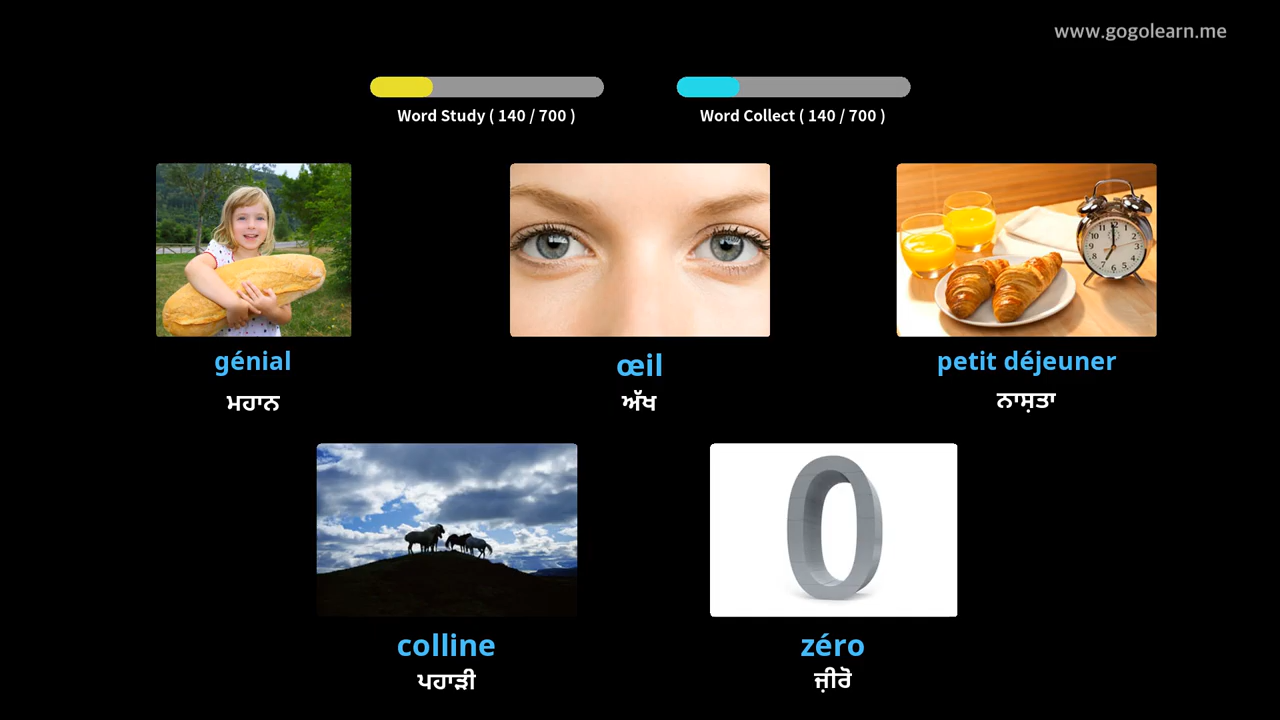 www.gogolearn.me
Word Study ( 140 / 700 )
Word Collect ( 140 / 700 )
génial
ਮਹਾਨ
œil
ਅੱਖ
petit déjeuner
ਨਾਸ਼ਤਾ
colline
ਪਹਾੜੀ
zéro
ਜ਼ੀਰੋ